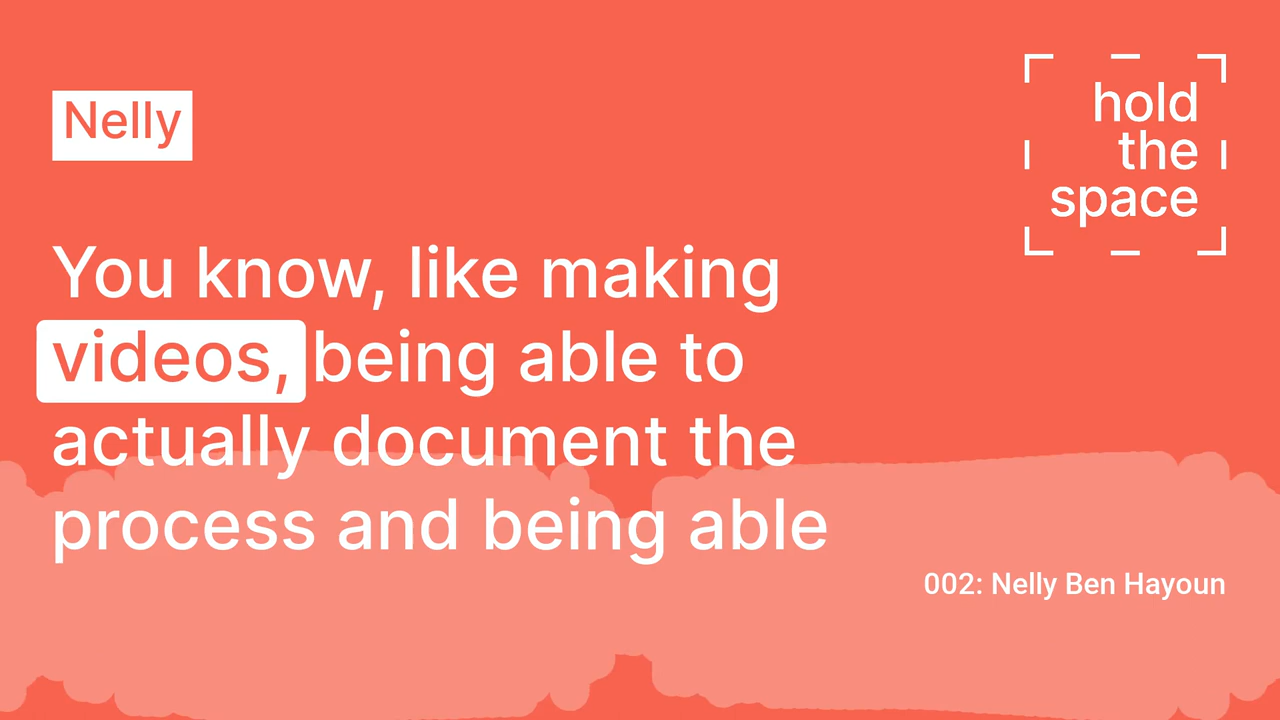 Nelly
hold
the
space
You know, like making
videos, being able to
actually document the
process and being able
002: Nelly Ben Hayoun